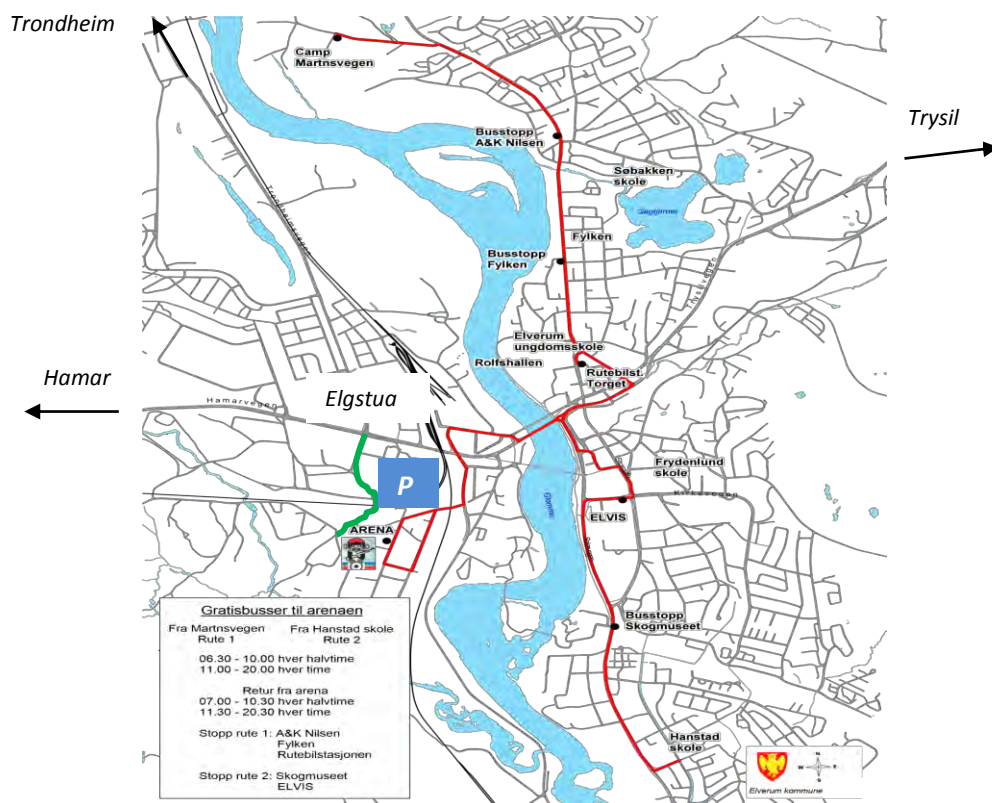 Trondheim
Camp
Martnsvegen
Trysil
Busstopp
A&K Nilsen
Søbakken
skole
Trondheimsvegen
Fylken
Busstopp
Fylken
Trysilvegen
Elverum
ungdomsskole
Rolfshallen
Rutebilst.
Torget
Hamar
Elgstua
Hamarvegen
Frydenlund
skole
P
Kirkevegen
Glomma
ELVIS
ARENA
Gratisbusser til arenaen
Fra Martnsvegen Fra Hanstad skole
Rute 1 Rute 2
06.30 - 10.00 hver halvtime
11.00 - 20.00 hver time
Retur fra arena
07.00 - 10.30 hver halvtime
11.30 - 20.30 hver time
Stopp rute 1: A&K Nilsen
Fylken
Rutebilstasjonen
Stopp rute 2: Skogmuseet
ELVIS
Busstopp
Skogmuseet
Hanstad
skole
N
W E
S
Elverum kommune